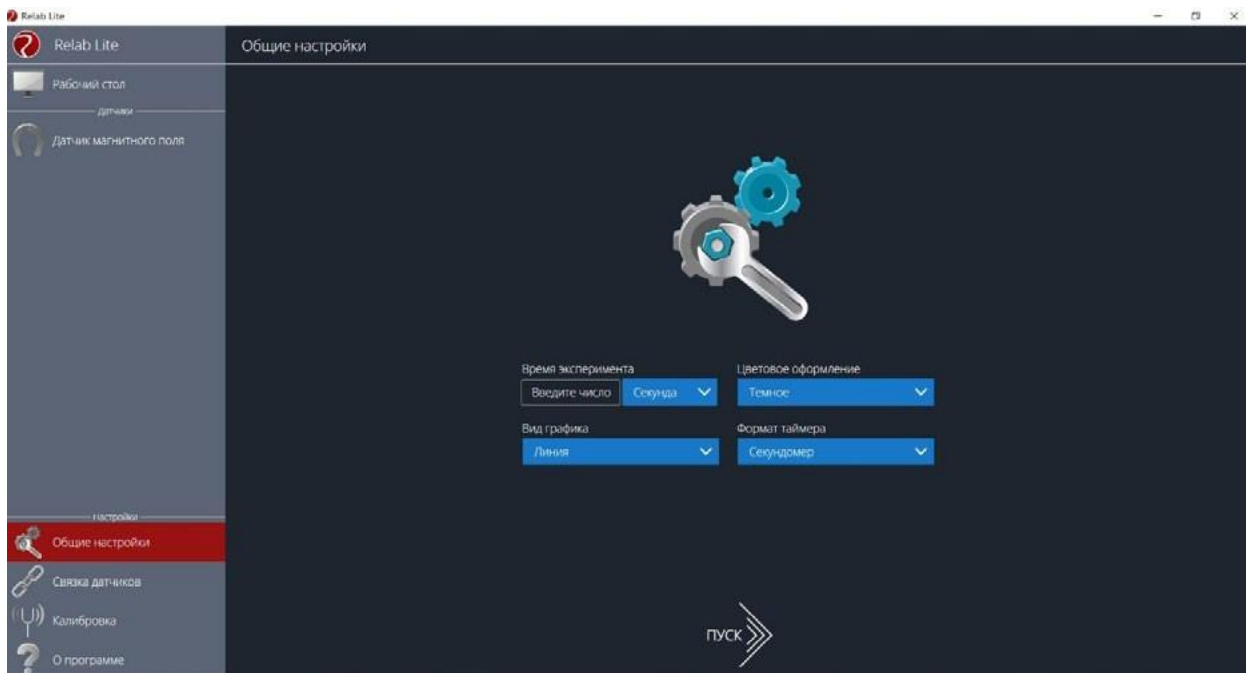 Relab Lite
Relab Lite
Общие настройки
Рабочий стол
Датчики
Датчик магнитного поля
Время эксперимента
Цветовое оформление
Введите число
Секунда
Темное
Вид графика
Формат таймера
Линия
Секундомер
Настройки
Общие настройки
Связка датчиков
Калибровка
О программе
ПУСК